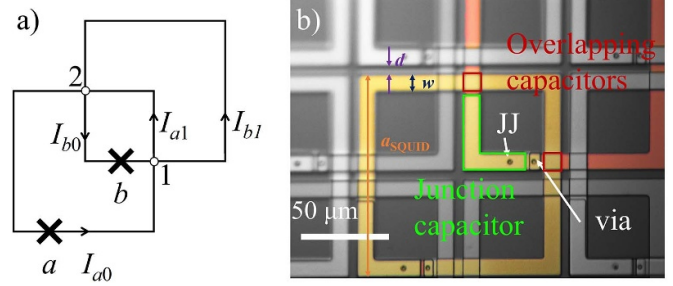 a)
2
I_b0
I_a1
I_b1
b
1
a
I_a0
b)
d
w
Overlapping
capacitors
a_SQUID
JJ
Junction
capacitor
50 μm
via